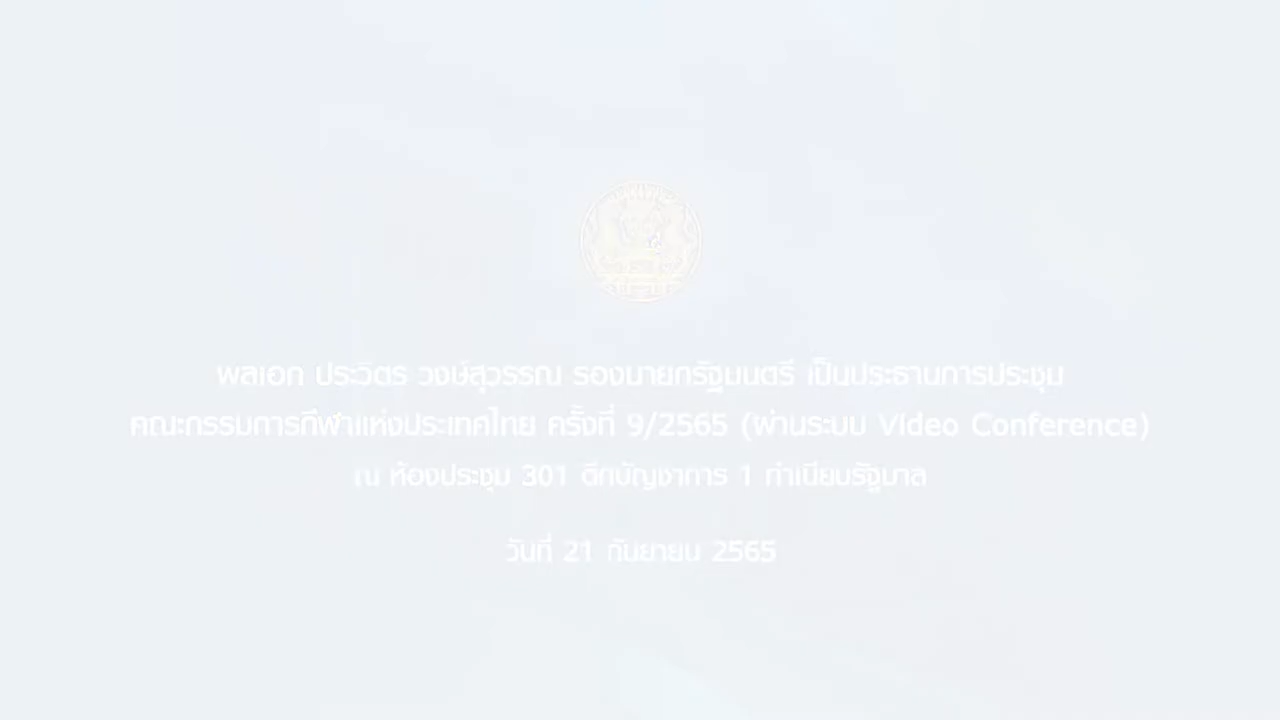 พลเอก ประวิตร วงษ์สุวรรณ รองนายกรัฐมนตรี เป็นประธานการประชุม
คณะกรรมการกีฬาแห่งประเทศไทย ครั้งที่ 9/2565 (ผ่านระบบ Video Conference)
ณ ห้องประชุม 301 ตึกบัญชาการ 1 ทำเนียบรัฐบาล
วันที่ 21 กันยายน 2565